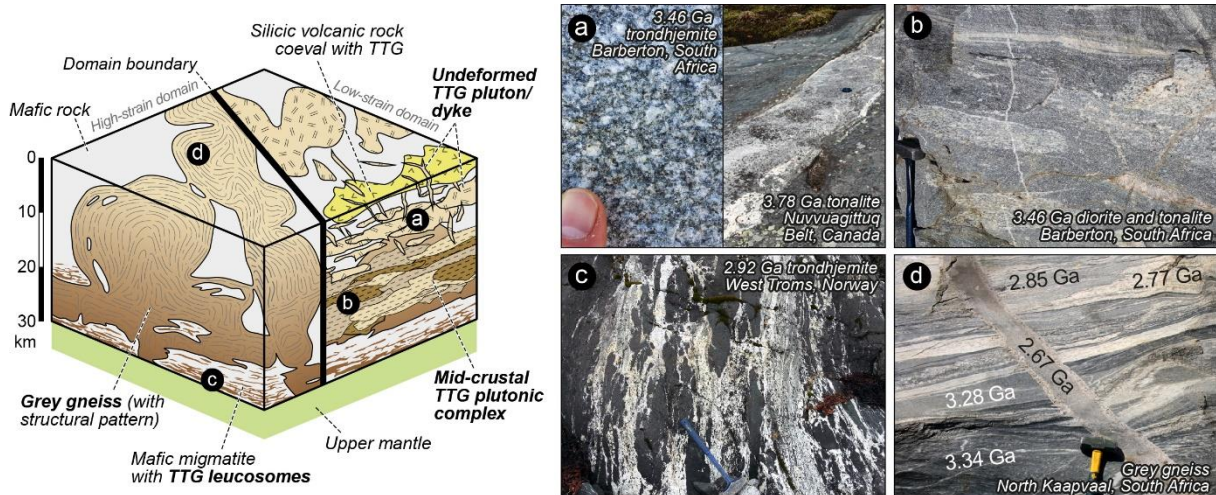 Silicic volcanic rock
coeval with TTG
Domain boundary
Undeformed
TTG pluton/
dyke
Mafic rock
High-strain domain
Low-strain domain
d
0
10
20
30
km
a
b
c
Grey gneiss (with
structural pattern)
Mid-crustal
TTG plutonic
complex
Upper mantle
Mafic migmatite
with TTG leucosomes
a
3.46 Ga
trondhjemite
Barberton, South
Africa
3.78 Ga tonalite
Nuvvuagittuq
Belt, Canada
b
3.46 Ga diorite and tonalite
Barberton, South Africa
c
2.92 Ga trondhjemite
West Troms, Norway
d
2.85 Ga
2.77 Ga
2.67 Ga
3.28 Ga
3.34 Ga
Grey gneiss
North Kaapvaal, South Africa